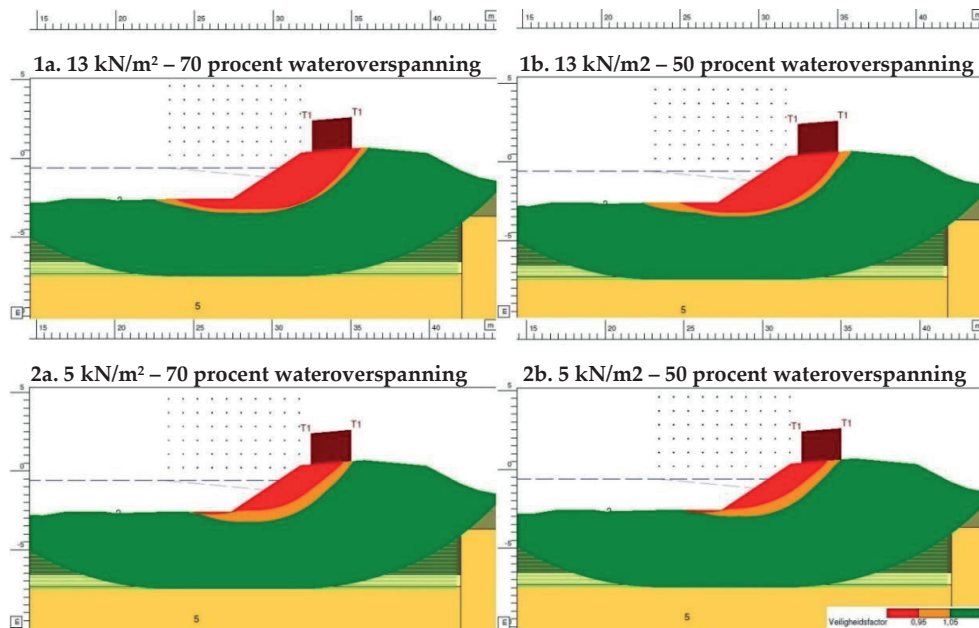 15 20 25 30 35 40 m
15 20 25 30 35 40 m
1a. 13 kN/m² – 70 procent wateroverspanning
1b. 13 kN/m2 – 50 procent wateroverspanning
5
0
-5
T1 T1
5
E
5
0
-5
T1 T1
5
E
15 20 25 30 35 40 m
15 20 25 30 35 40 m
2a. 5 kN/m² – 70 procent wateroverspanning
2b. 5 kN/m2 – 50 procent wateroverspanning
5
0
-5
T1 T1
5
E
5
0
-5
T1 T1
5
E
Veiligheidsfactor 0,95 1,05